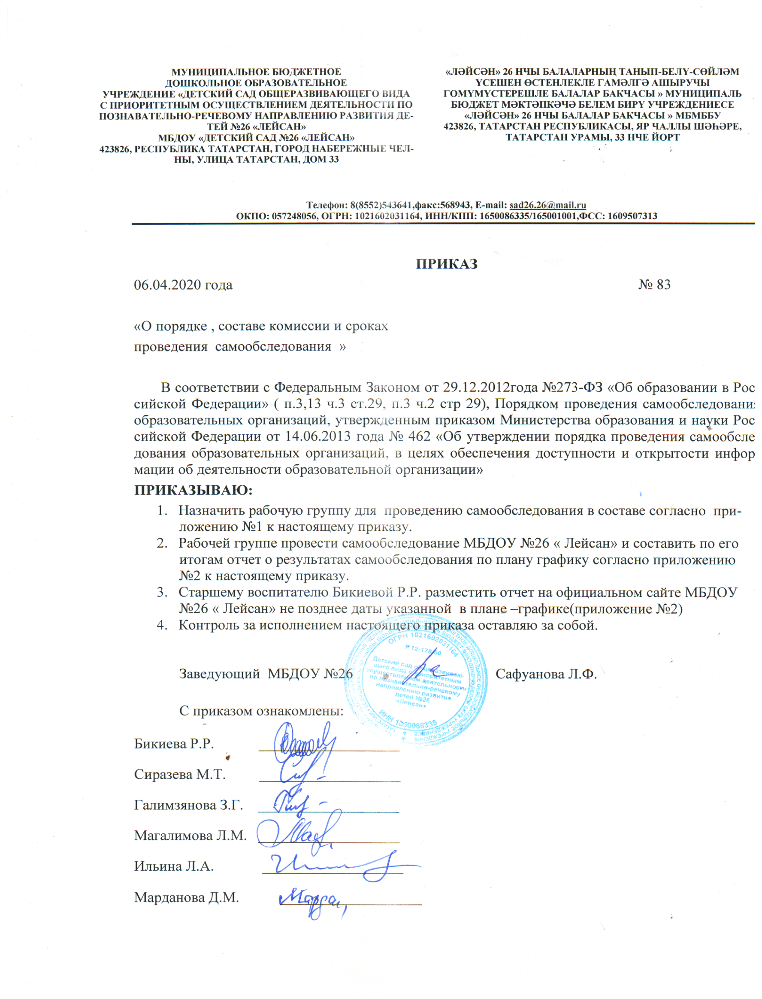 МУНИЦИПАЛЬНОЕ БЮДЖЕТНОЕ
ДОШКОЛЬНОЕ ОБРАЗОВАТЕЛЬНОЕ
УЧРЕЖДЕНИЕ «ДЕТСКИЙ САД ОБЩЕРАЗВИВАЮЩЕГО ВИДА
С ПРИОРИТЕТНЫМ ОСУЩЕСТВЛЕНИЕМ ДЕЯТЕЛЬНОСТИ ПО
ПОЗНАВАТЕЛЬНО-РЕЧЕВОМУ НАПРАВЛЕНИЮ РАЗВИТИЯ ДЕ-
ТЕЙ №26 «ЛЕЙСАН»
МБДОУ «ДЕТСКИЙ САД №26 «ЛЕЙСАН»
423826, РЕСПУБЛИКА ТАТАРСТАН, ГОРОД НАБЕРЕЖНЫЕ ЧЕЛ-
НЫ, УЛИЦА ТАТАРСТАН, ДОМ 33
«ЛӘЙСӘН» 26 НЧЫ БАЛАЛАРНЫҢ ТАНЫП-БЕЛҮ-СӨЙЛӘМ
ҮСЕШЕН ӨСТЕНЛЕКЛЕ ГАМӘЛГӘ АШЫРУЧЫ
ГОМҮМҮСТЕРЕШЛЕ БАЛАЛАР БАКЧАСЫ » МУНИЦИПАЛЬ
БЮДЖЕТ МӘКТӘПКӘЧӘ БЕЛЕМ БИРҮ УЧРЕЖДЕНИЕСЕ
«ЛӘЙСӘН» 26 НЧЫ БАЛАЛАР БАКЧАСЫ » МБМББУ
423826, ТАТАРСТАН РЕСПУБЛИКАСЫ, ЯР ЧАЛЛЫ ШӘҺӘРЕ,
ТАТАРСТАН УРАМЫ, 33 НЧЕ ЙОРТ
Телефон: 8(8552)543641,факс:568943, E-mail: sad26.26@mail.ru
ОКПО: 057248056, ОГРН: 1021602031164, ИНН/КПП: 1650086335/165001001,ФСС: 1609507313
ПРИКАЗ
06.04.2020 года № 83
«О порядке , составе комиссии и сроках
проведения самообследования »
В соответствии с Федеральным Законом от 29.12.2012года №273-ФЗ «Об образовании в Рос
сийской Федерации» ( п.3,13 ч.3 ст.29, п.3 ч.2 стр 29), Порядком проведения самообследования
образовательных организаций, утвержденным приказом Министерства образования и науки Рос
сийской Федерации от 14.06.2013 года № 462 «Об утверждении порядка проведения самообсле
дования образовательных организаций, в целях обеспечения доступности и открытости инфор
мации об деятельности образовательной организации»
ПРИКАЗЫВАЮ:
1. Назначить рабочую группу для проведению самообследования в составе согласно при-
ложению №1 к настоящему приказу.
2. Рабочей группе провести самообследование МБДОУ №26 « Лейсан» и составить по его
итогам отчет о результатах самообследования по плану графику согласно приложению
№2 к настоящему приказу.
3. Старшему воспитателю Бикиевой Р.Р. разместить отчет на официальном сайте МБДОУ
№26 « Лейсан» не позднее даты указанной в плане –графике(приложение №2)
4. Контроль за исполнением настоящего приказа оставляю за собой.
ОГРН 1021602031164
Р 12-178/50
Детский сад общеразвиваю-
щего вида с приоритетным
осуществлением деятельности
по познавательно-речевому
направлению развития
детей №26
«Лейсан»
ИНН 1650086335
Заведующий МБДОУ №26 Сафуанова Л.Ф.
С приказом ознакомлены:
Бикиева Р.Р.
Сиразева М.Т.
Галимзянова З.Г.
Магалимова Л.М.
Ильина Л.А.
Марданова Д.М.